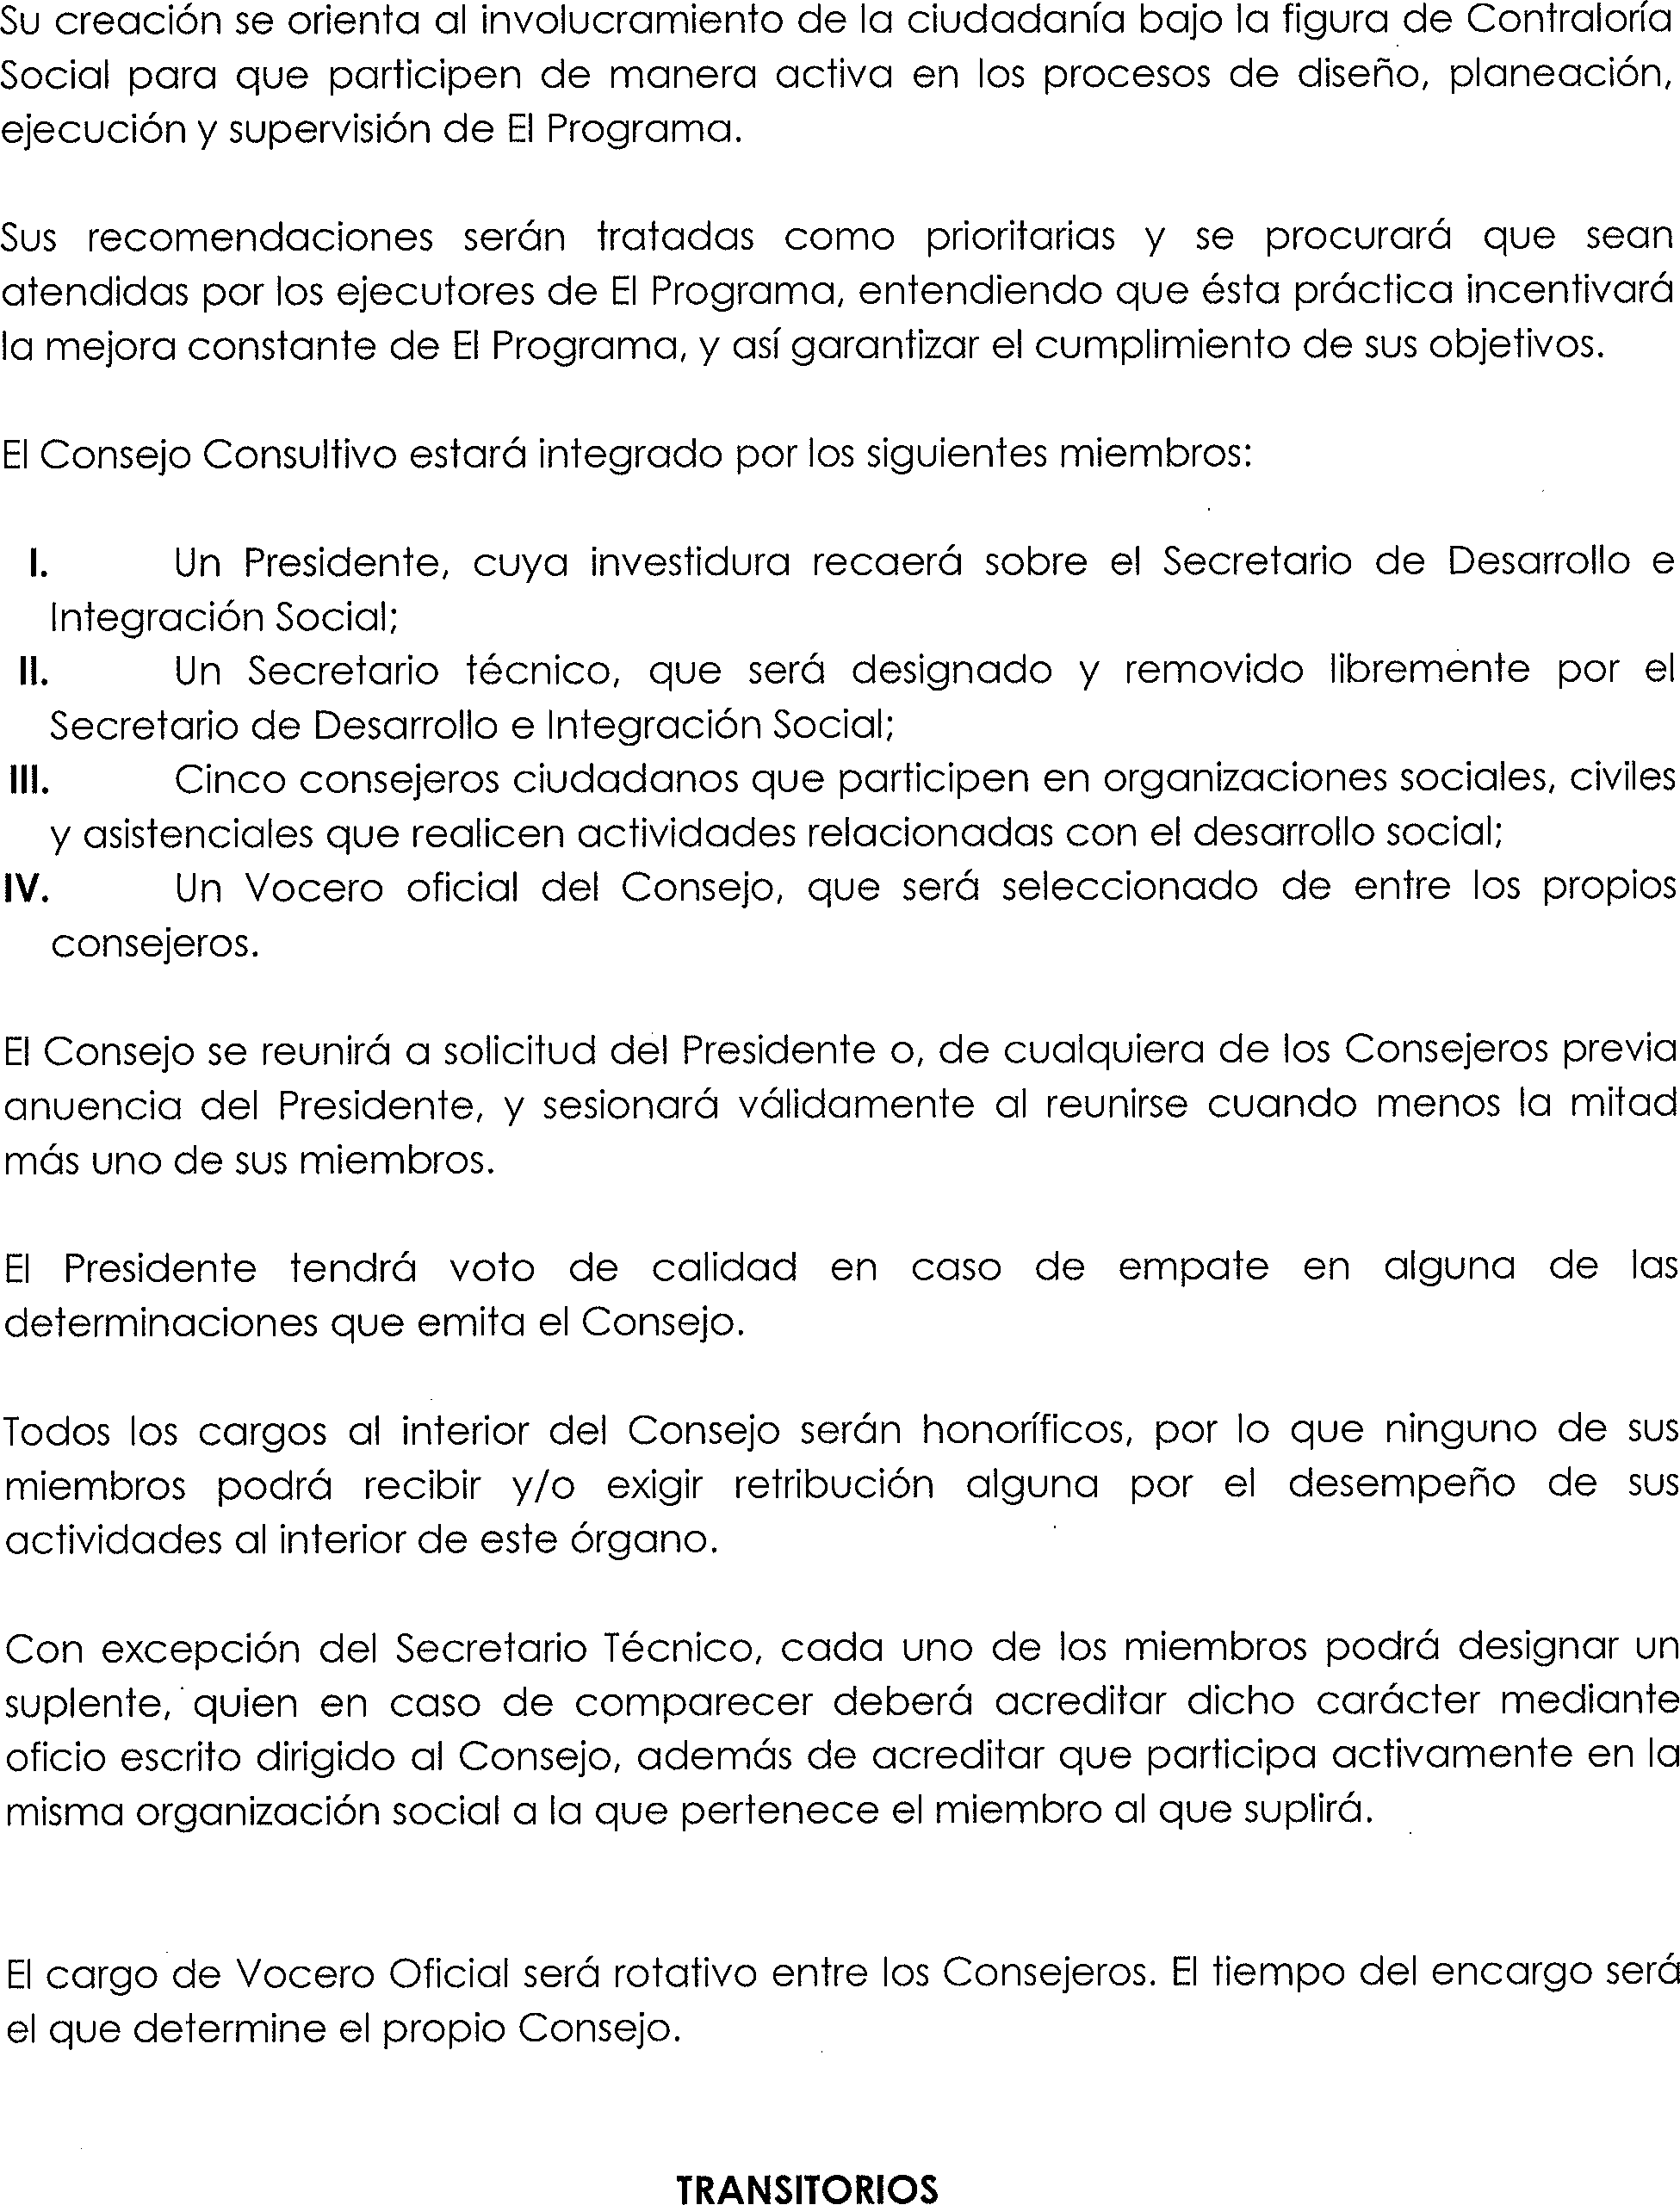 Su creación se orienta al involucramiento de la ciudadanía bajo la figura de Contraloría
Social para que participen de manera activa en los procesos de diseño, planeación,
ejecución y supervisión de El Programa.
Sus recomendaciones serán tratadas como prioritarias y se procurará que sean
atendidas por los ejecutores de El Programa, entendiendo que ésta práctica incentivará
la mejora constante de El Programa, y así garantizar el cumplimiento de sus objetivos.
El Consejo Consultivo estará integrado por los siguientes miembros:
I. Un Presidente, cuya investidura recaerá sobre el Secretario de Desarrollo e
Integración Social;
II. Un Secretario técnico, que será designado y removido libremente por el
Secretario de Desarrollo e Integración Social;
III. Cinco consejeros ciudadanos que participen en organizaciones sociales, civiles
y asistenciales que realicen actividades relacionadas con el desarrollo social;
IV. Un Vocero oficial del Consejo, que será seleccionado de entre los propios
consejeros.
El Consejo se reunirá a solicitud del Presidente o, de cualquiera de los Consejeros previa
anuencia del Presidente, y sesionará válidamente al reunirse cuando menos la mitad
más uno de sus miembros.
El Presidente tendrá voto de calidad en caso de empate en alguna de las
determinaciones que emita el Consejo.
Todos los cargos al interior del Consejo serán honoríficos, por lo que ninguno de sus
miembros podrá recibir y/o exigir retribución alguna por el desempeño de sus
actividades al interior de este órgano.
Con excepción del Secretario Técnico, cada uno de los miembros podrá designar un
suplente, quien en caso de comparecer deberá acreditar dicho carácter mediante
oficio escrito dirigido al Consejo, además de acreditar que participa activamente en la
misma organización social a la que pertenece el miembro al que suplirá.
El cargo de Vocero Oficial será rotativo entre los Consejeros. El tiempo del encargo será
el que determine el propio Consejo.
TRANSITORIOS